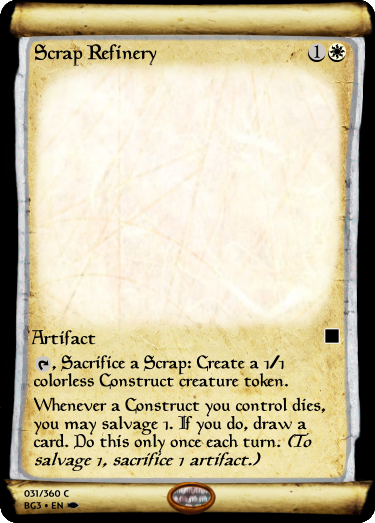 Scrap Refinery 1
Artifact
, Sacrifice a Scrap: Create a 1/1
colorless Construct creature token.
Whenever a Construct you control dies,
you may salvage 1. If you do, draw a
card. Do this only once each turn. (To
salvage 1, sacrifice 1 artifact.)
031/360 C
BG3 • EN